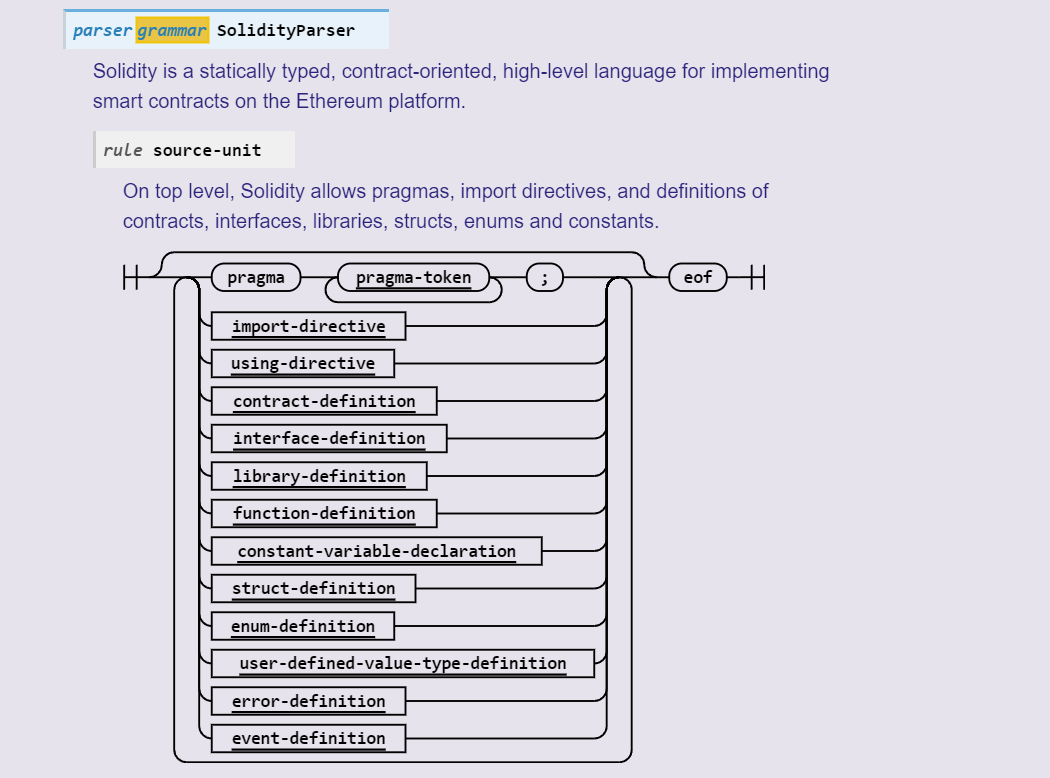 parser grammar SolidityParser
Solidity is a statically typed, contract-oriented, high-level language for implementing
smart contracts on the Ethereum platform.
rule source-unit
On top level, Solidity allows pragmas, import directives, and definitions of
contracts, interfaces, libraries, structs, enums and constants.
pragma pragma-token ; eof
import-directive
using-directive
contract-definition
interface-definition
library-definition
function-definition
constant-variable-declaration
struct-definition
enum-definition
user-defined-value-type-definition
error-definition
event-definition